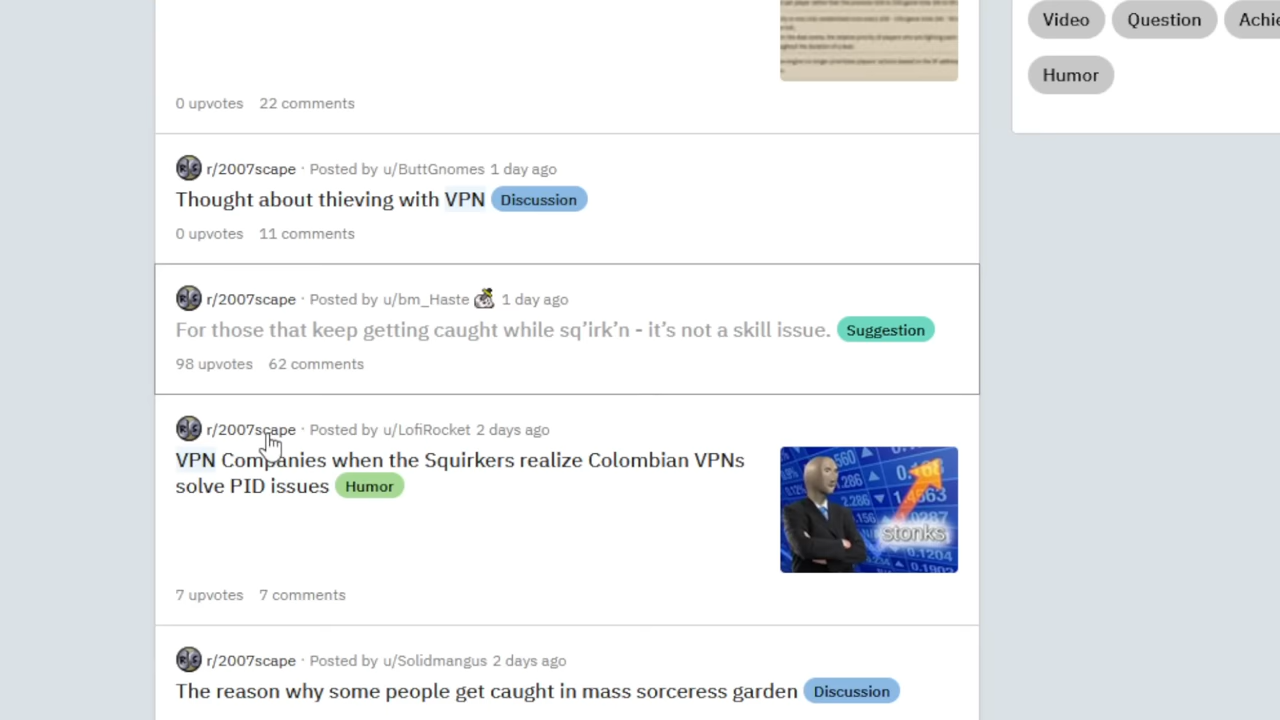 Video Question
Humor
0 upvotes 22 comments
r/2007scape · Posted by u/ButtGnomes 1 day ago
Thought about thieving with VPN Discussion
0 upvotes 11 comments
r/2007scape · Posted by u/bm_Haste 1 day ago
For those that keep getting caught while sq’irk’n - it’s not a skill issue. Suggestion
98 upvotes 62 comments
r/2007scape · Posted by u/LofiRocket 2 days ago
VPN Companies when the Squirkers realize Colombian VPNs
solve PID issues Humor
stonks
7 upvotes 7 comments
r/2007scape · Posted by u/Solidmangus 2 days ago
The reason why some people get caught in mass sorceress garden Discussion